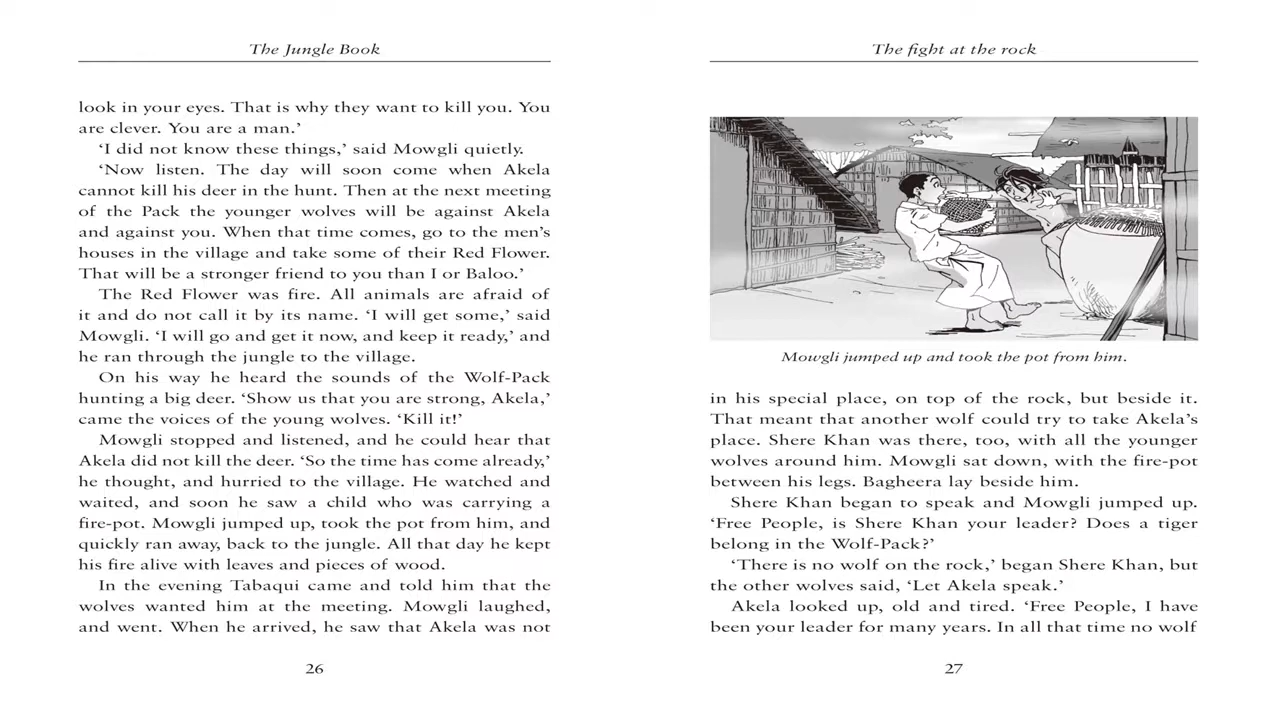 The Jungle Book
look in your eyes. That is why they want to kill you. You
are clever. You are a man.’
‘I did not know these things,’ said Mowgli quietly.
‘Now listen. The day will soon come when Akela
cannot kill his deer in the hunt. Then at the next meeting
of the Pack the younger wolves will be against Akela
and against you. When that time comes, go to the men’s
houses in the village and take some of their Red Flower.
That will be a stronger friend to you than I or Baloo.’
The Red Flower was fire. All animals are afraid of
it and do not call it by its name. ‘I will get some,’ said
Mowgli. ‘I will go and get it now, and keep it ready,’ and
he ran through the jungle to the village.
On his way he heard the sounds of the Wolf-Pack
hunting a big deer. ‘Show us that you are strong, Akela,’
came the voices of the young wolves. ‘Kill it!’
Mowgli stopped and listened, and he could hear that
Akela did not kill the deer. ‘So the time has come already,’
he thought, and hurried to the village. He watched and
waited, and soon he saw a child who was carrying a
fire-pot. Mowgli jumped up, took the pot from him, and
quickly ran away, back to the jungle. All that day he kept
his fire alive with leaves and pieces of wood.
In the evening Tabaqui came and told him that the
wolves wanted him at the meeting. Mowgli laughed,
and went. When he arrived, he saw that Akela was not
26
The fight at the rock
Mowgli jumped up and took the pot from him.
in his special place, on top of the rock, but beside it.
That meant that another wolf could try to take Akela’s
place. Shere Khan was there, too, with all the younger
wolves around him. Mowgli sat down, with the fire-pot
between his legs. Bagheera lay beside him.
Shere Khan began to speak and Mowgli jumped up.
‘Free People, is Shere Khan your leader? Does a tiger
belong in the Wolf-Pack?’
‘There is no wolf on the rock,’ began Shere Khan, but
the other wolves said, ‘Let Akela speak.’
Akela looked up, old and tired. ‘Free People, I have
been your leader for many years. In all that time no wolf
27